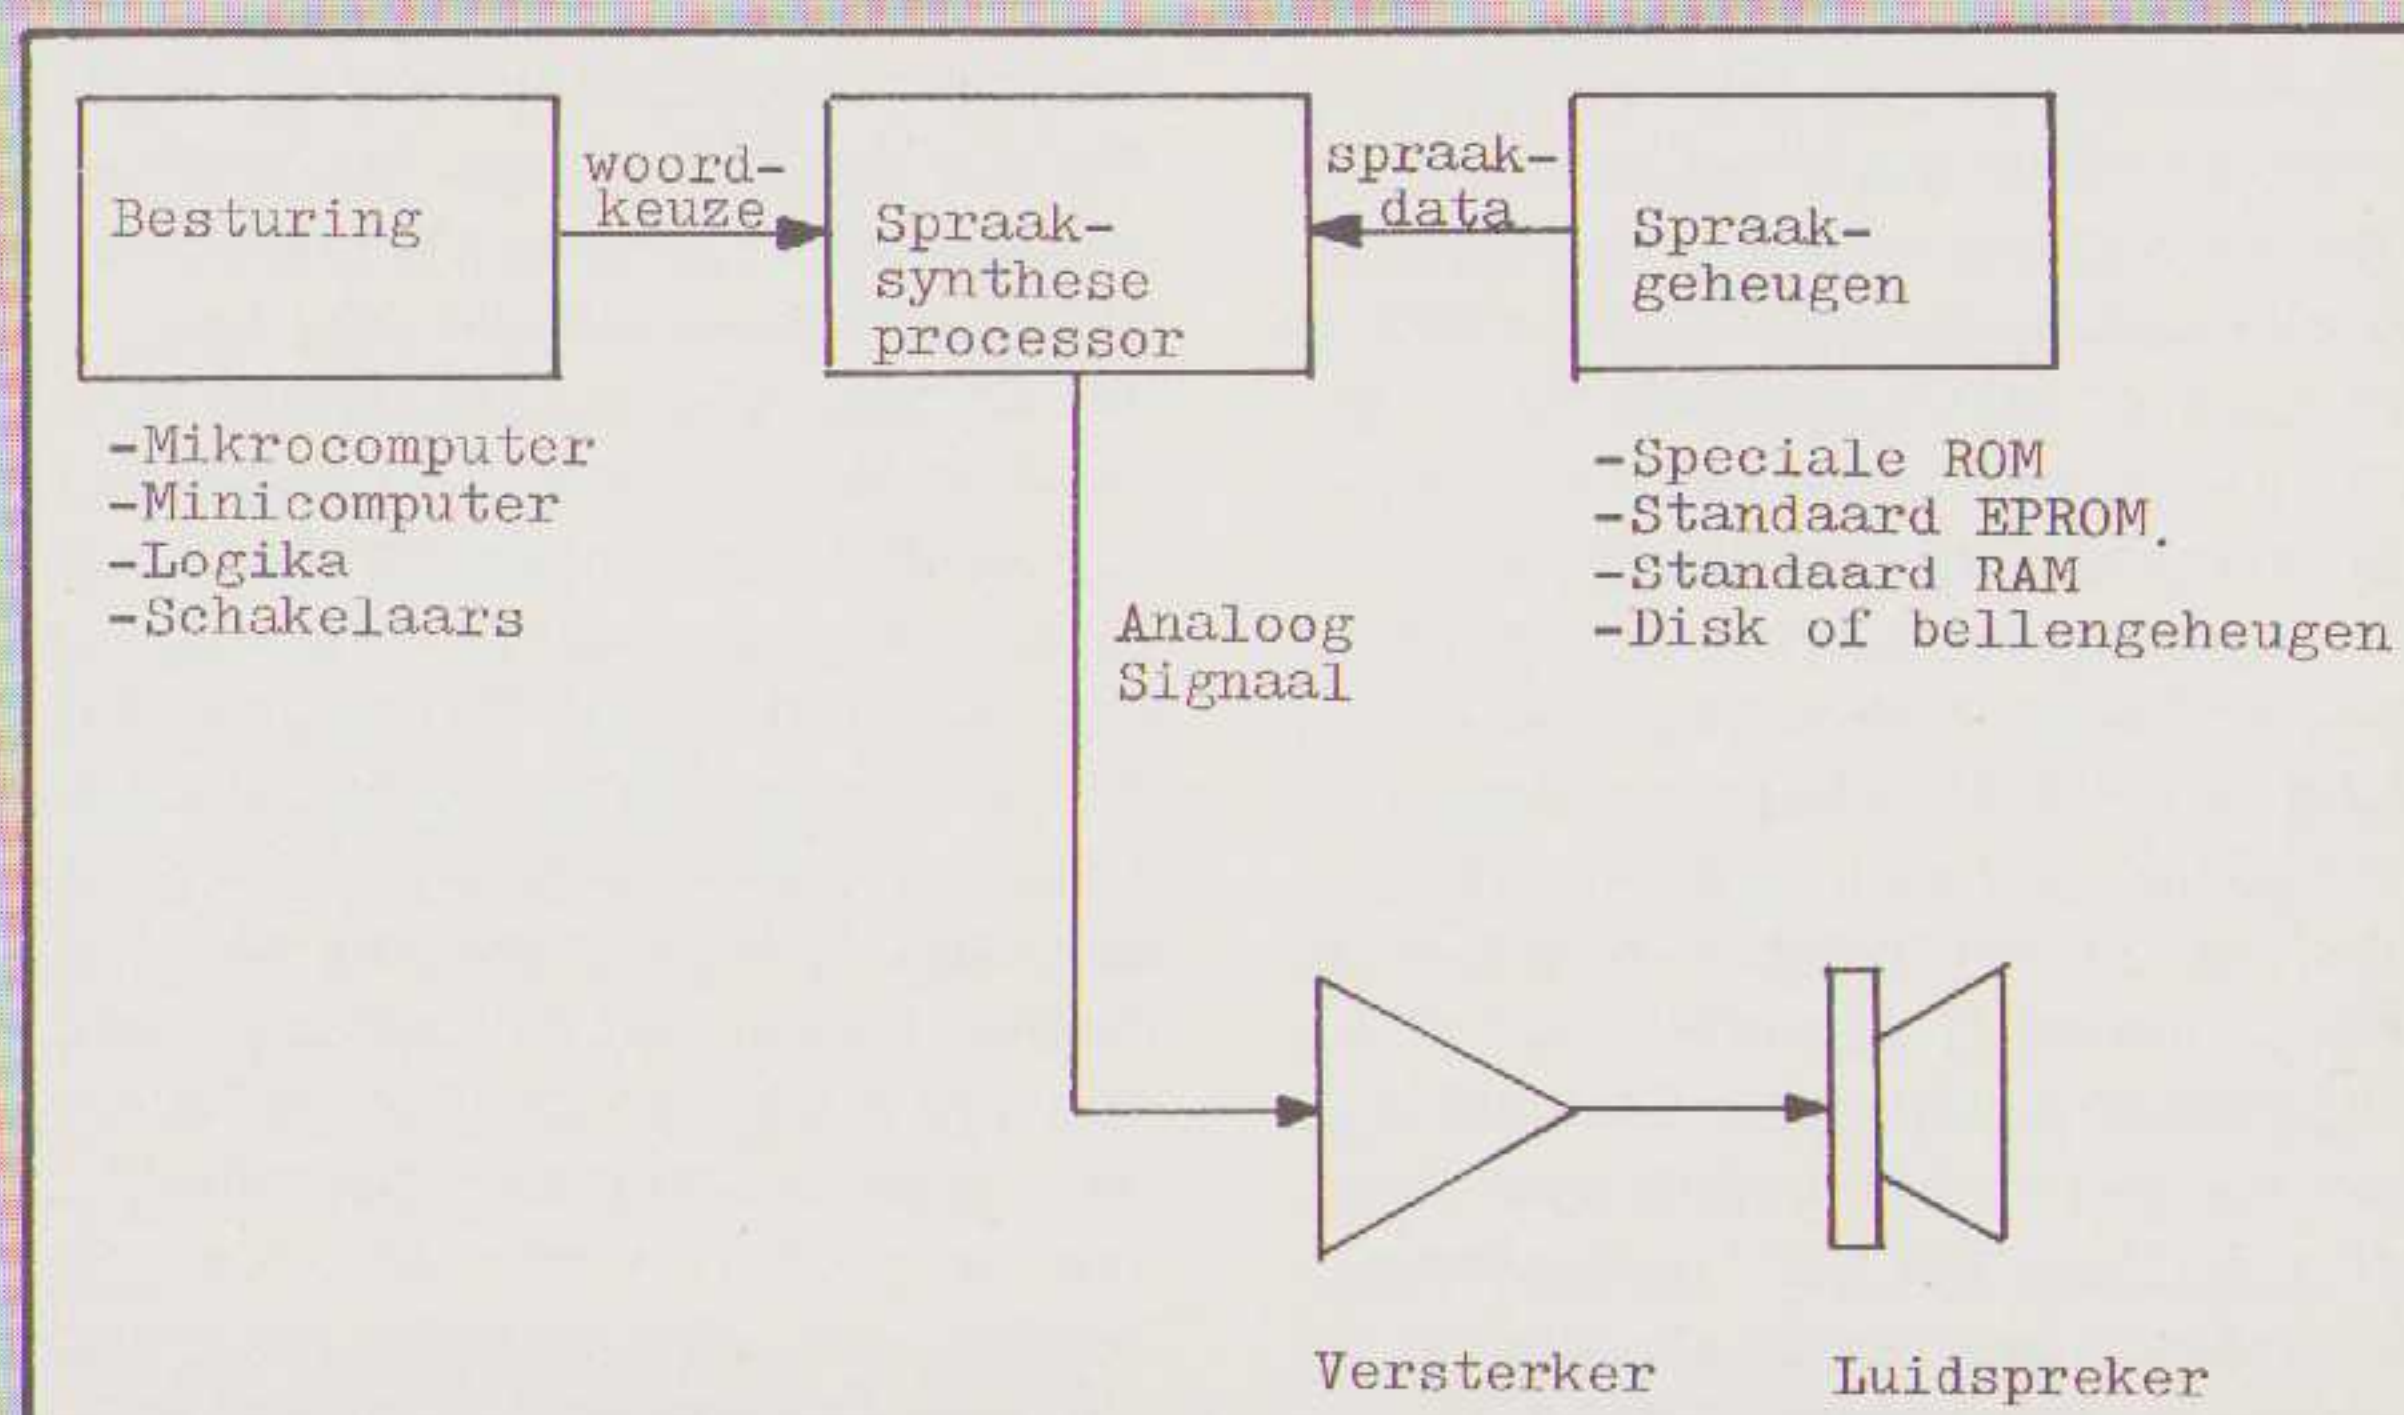 Besturing
woord-
keuze
Spraak-
synthese
processor
spraak-
data
Spraak-
geheugen
-Mikrocomputer
-Minicomputer
-Logika
-Schakelaars
-Speciale ROM
-Standaard EPROM.
-Standaard RAM
-Disk of bellengeheugen
Analoog
Signaal
Versterker
Luidspreker